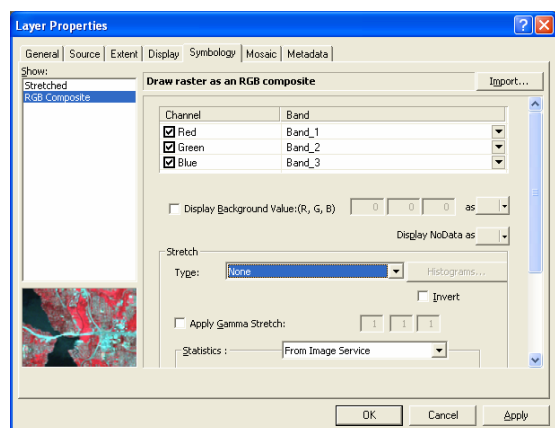 Layer Properties
General Source Extent Display Symbology Mosaic Metadata
Show:
Stretched
RGB Composite
Draw raster as an RGB composite
Import...
Channel Band
Red Band_1
Green Band_2
Blue Band_3
Display Background Value:(R, G, B) 0 0 0 as
Display NoData as
Stretch
Type: None Histograms...
Invert
Apply Gamma Stretch: 1 1 1
Statistics : From Image Service
OK Cancel Apply